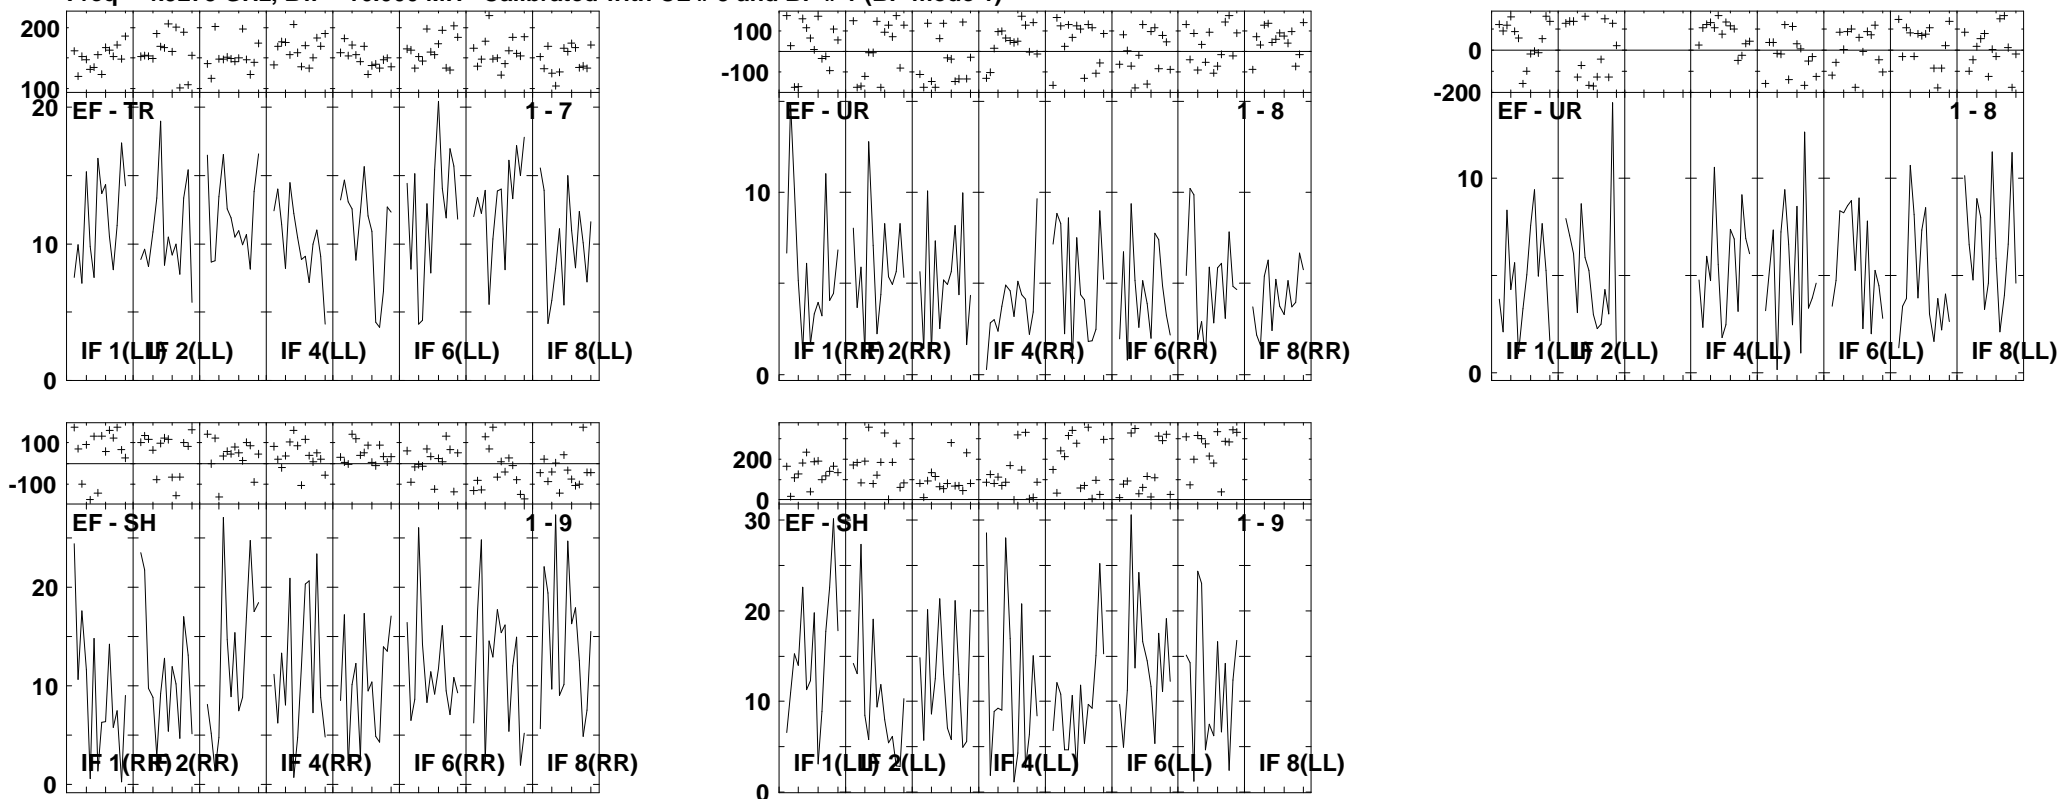 200
100
20
10
0
EF - TR
1 - 7
IF 1(LL)
IF 2(LL)
IF 4(LL)
IF 6(LL)
IF 8(LL)
100
-100
10
0
EF - UR
1 - 8
IF 1(RR)
IF 2(RR)
IF 4(RR)
IF 6(RR)
IF 8(RR)
0
-200
10
0
EF - UR
1 - 8
IF 1(LL)
IF 2(LL)
IF 4(LL)
IF 6(LL)
IF 8(LL)
100
-100
20
10
0
EF - SH
1 - 9
IF 1(RR)
IF 2(RR)
IF 4(RR)
IF 6(RR)
IF 8(RR)
200
0
30
20
10
0
EF - SH
1 - 9
IF 1(LL)
IF 2(LL)
IF 4(LL)
IF 6(LL)
IF 8(LL)